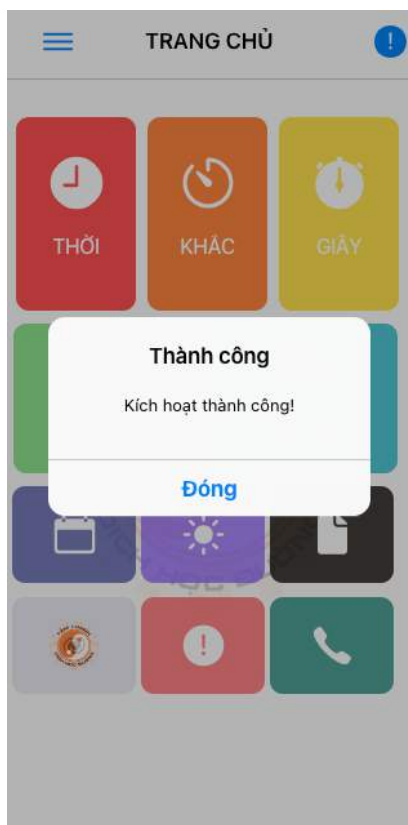 TRANG CHỦ
THỜI
KHẮC
GIÂY
Thành công
Kích hoạt thành công!
Đóng